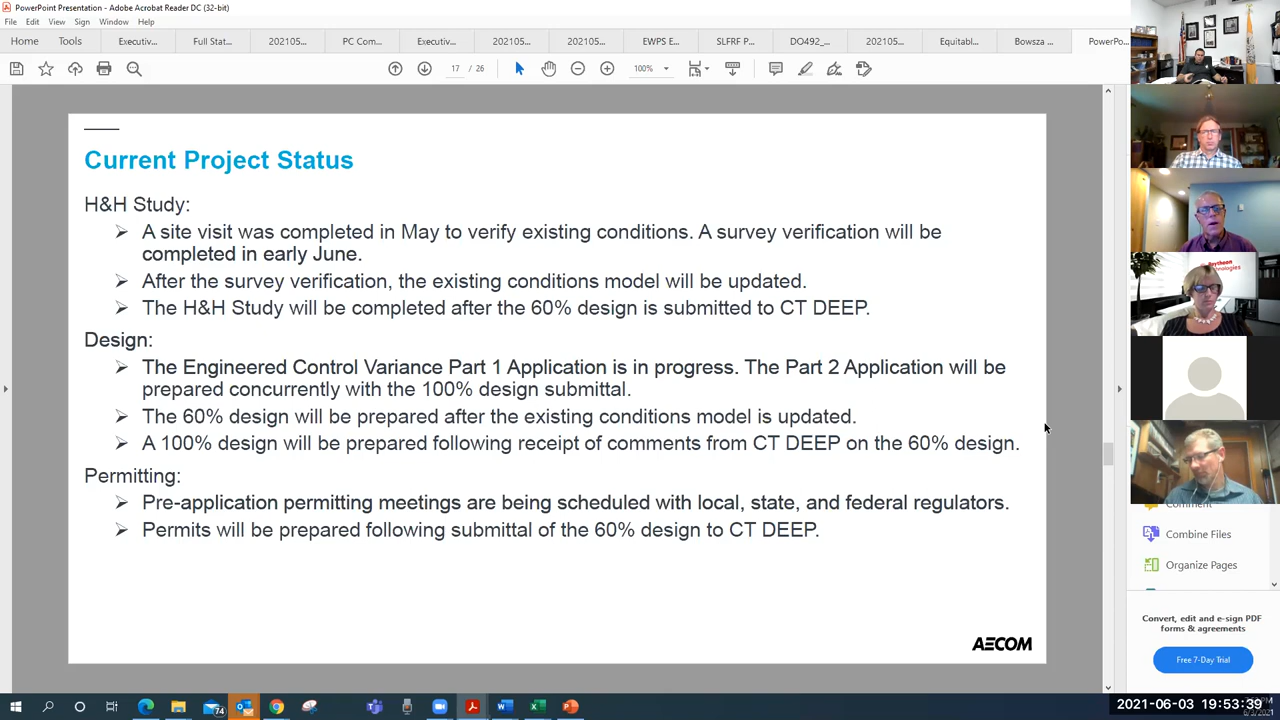 PowerPoint Presentation - Adobe Acrobat Reader DC (32-bit)
File Edit View Sign Window Help
Home Tools Executiv... Full Stat... 202105... PC Com... Executiv... 202105... 202105... EWPS E... SLFRF P... DO492_... 202105... Equitabl... Bowsza ... PowerPo...
17 / 26 100%
Current Project Status
H&H Study:
➢ A site visit was completed in May to verify existing conditions. A survey verification will be
completed in early June.
➢ After the survey verification, the existing conditions model will be updated.
➢ The H&H Study will be completed after the 60% design is submitted to CT DEEP.
Design:
➢ The Engineered Control Variance Part 1 Application is in progress. The Part 2 Application will be
prepared concurrently with the 100% design submittal.
➢ The 60% design will be prepared after the existing conditions model is updated.
➢ A 100% design will be prepared following receipt of comments from CT DEEP on the 60% design.
Permitting:
➢ Pre-application permitting meetings are being scheduled with local, state, and federal regulators.
➢ Permits will be prepared following submittal of the 60% design to CT DEEP.
AECOM
Raytheon
Technologies
Comment
Combine Files
Organize Pages
Convert, edit and e-sign PDF
forms & agreements
Free 7-Day Trial
74
2021-06-03 19:53:39